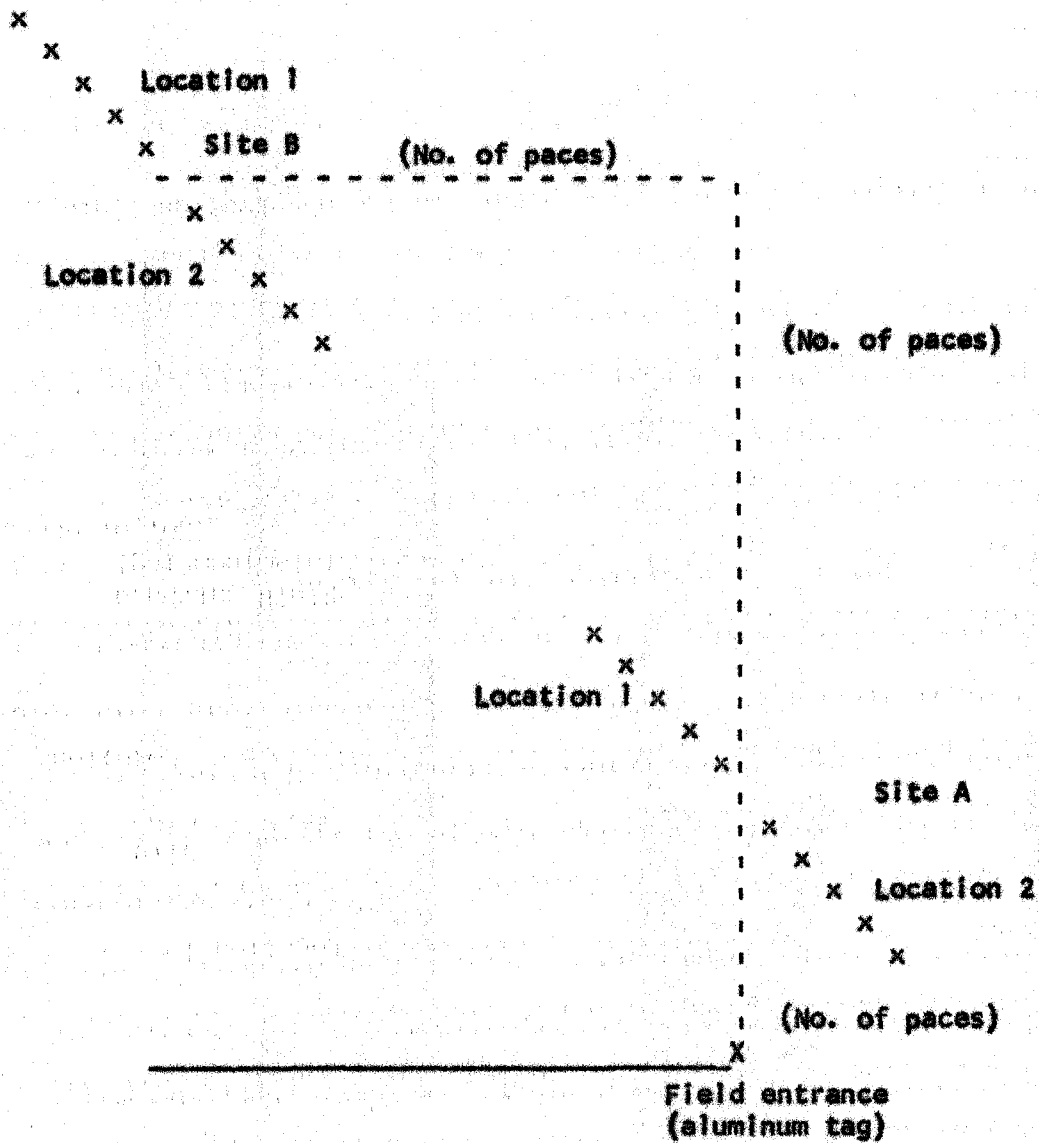 Location 1
Site B
(No. of paces)
Location 2
(No. of paces)
Location 1
Site A
Location 2
(No. of paces)
X
Field entrance
(aluminum tag)